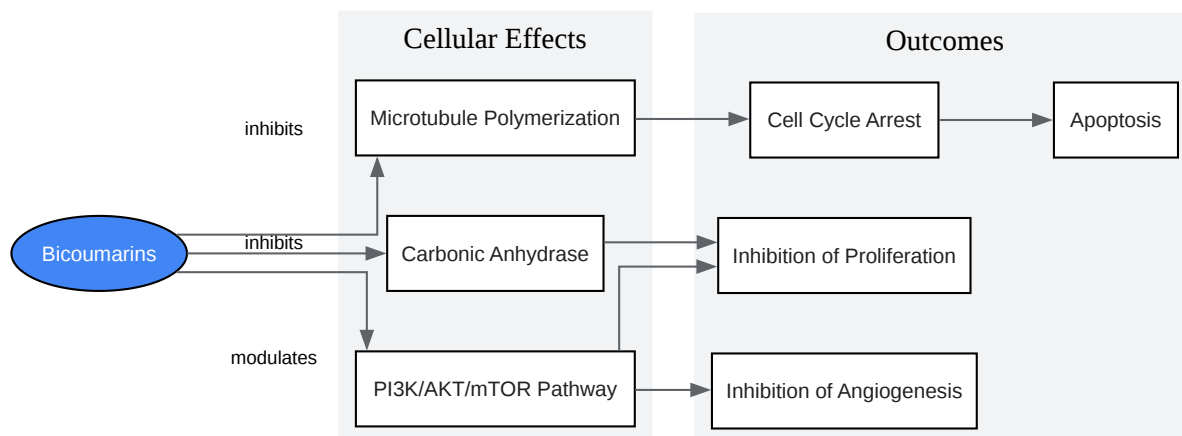 Cellular Effects
Outcomes
inhibits
Microtubule Polymerization
Cell Cycle Arrest
Apoptosis
Bicoumarins
inhibits
Carbonic Anhydrase
Inhibition of Proliferation
modulates
PI3K/AKT/mTOR Pathway
Inhibition of Angiogenesis